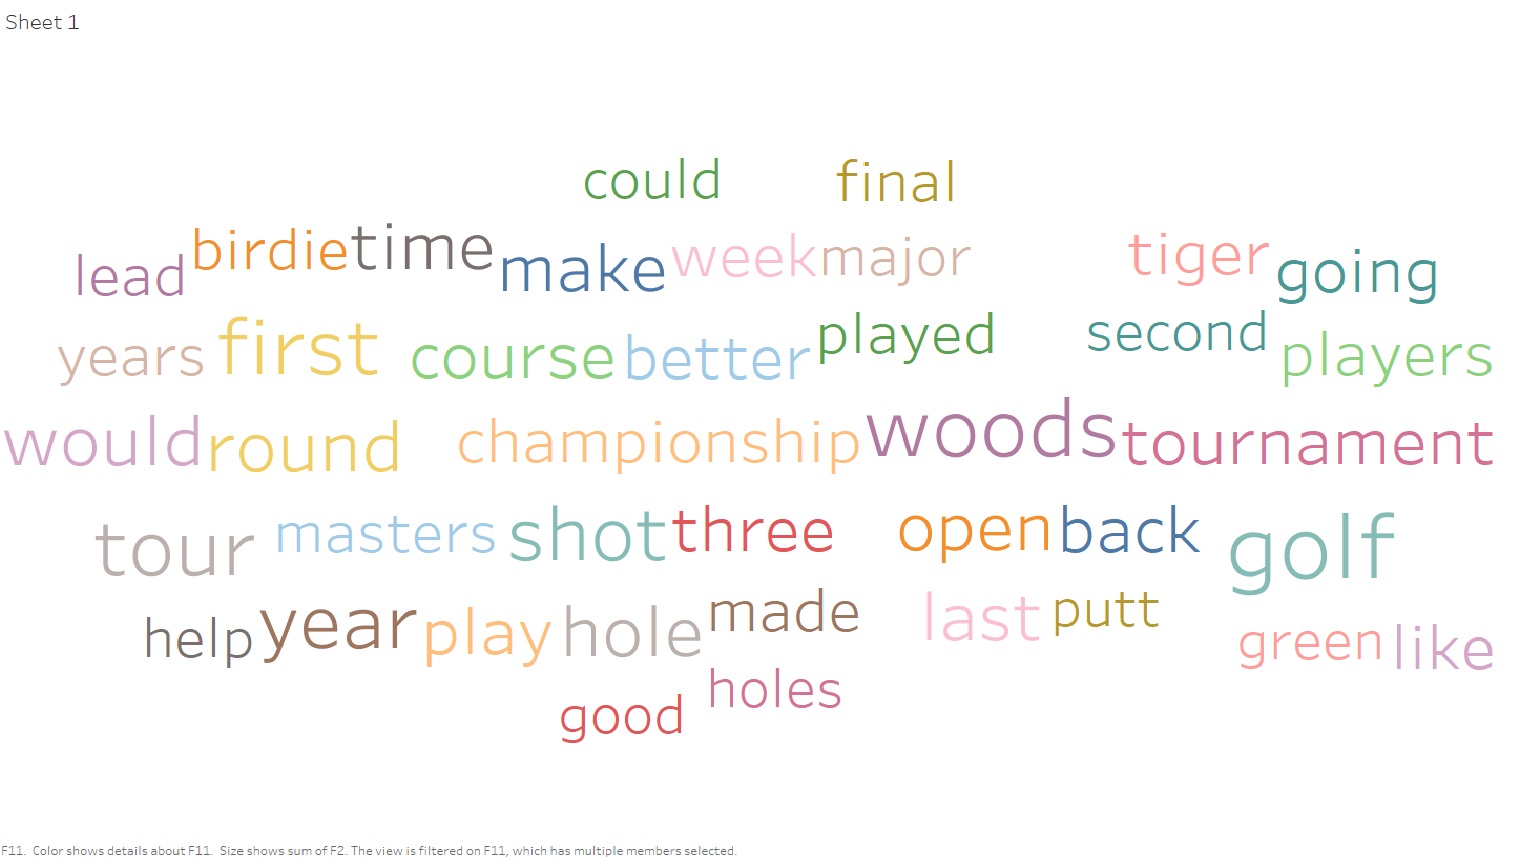 Sheet 1
could final
lead birdie time make week major tiger going
years first course better played second players
would round championship woods tournament
tour masters shot three open back golf
help year play hole made last putt green like
good holes
F11. Color shows details about F11. Size shows sum of F2. The view is filtered on F11, which has multiple members selected.